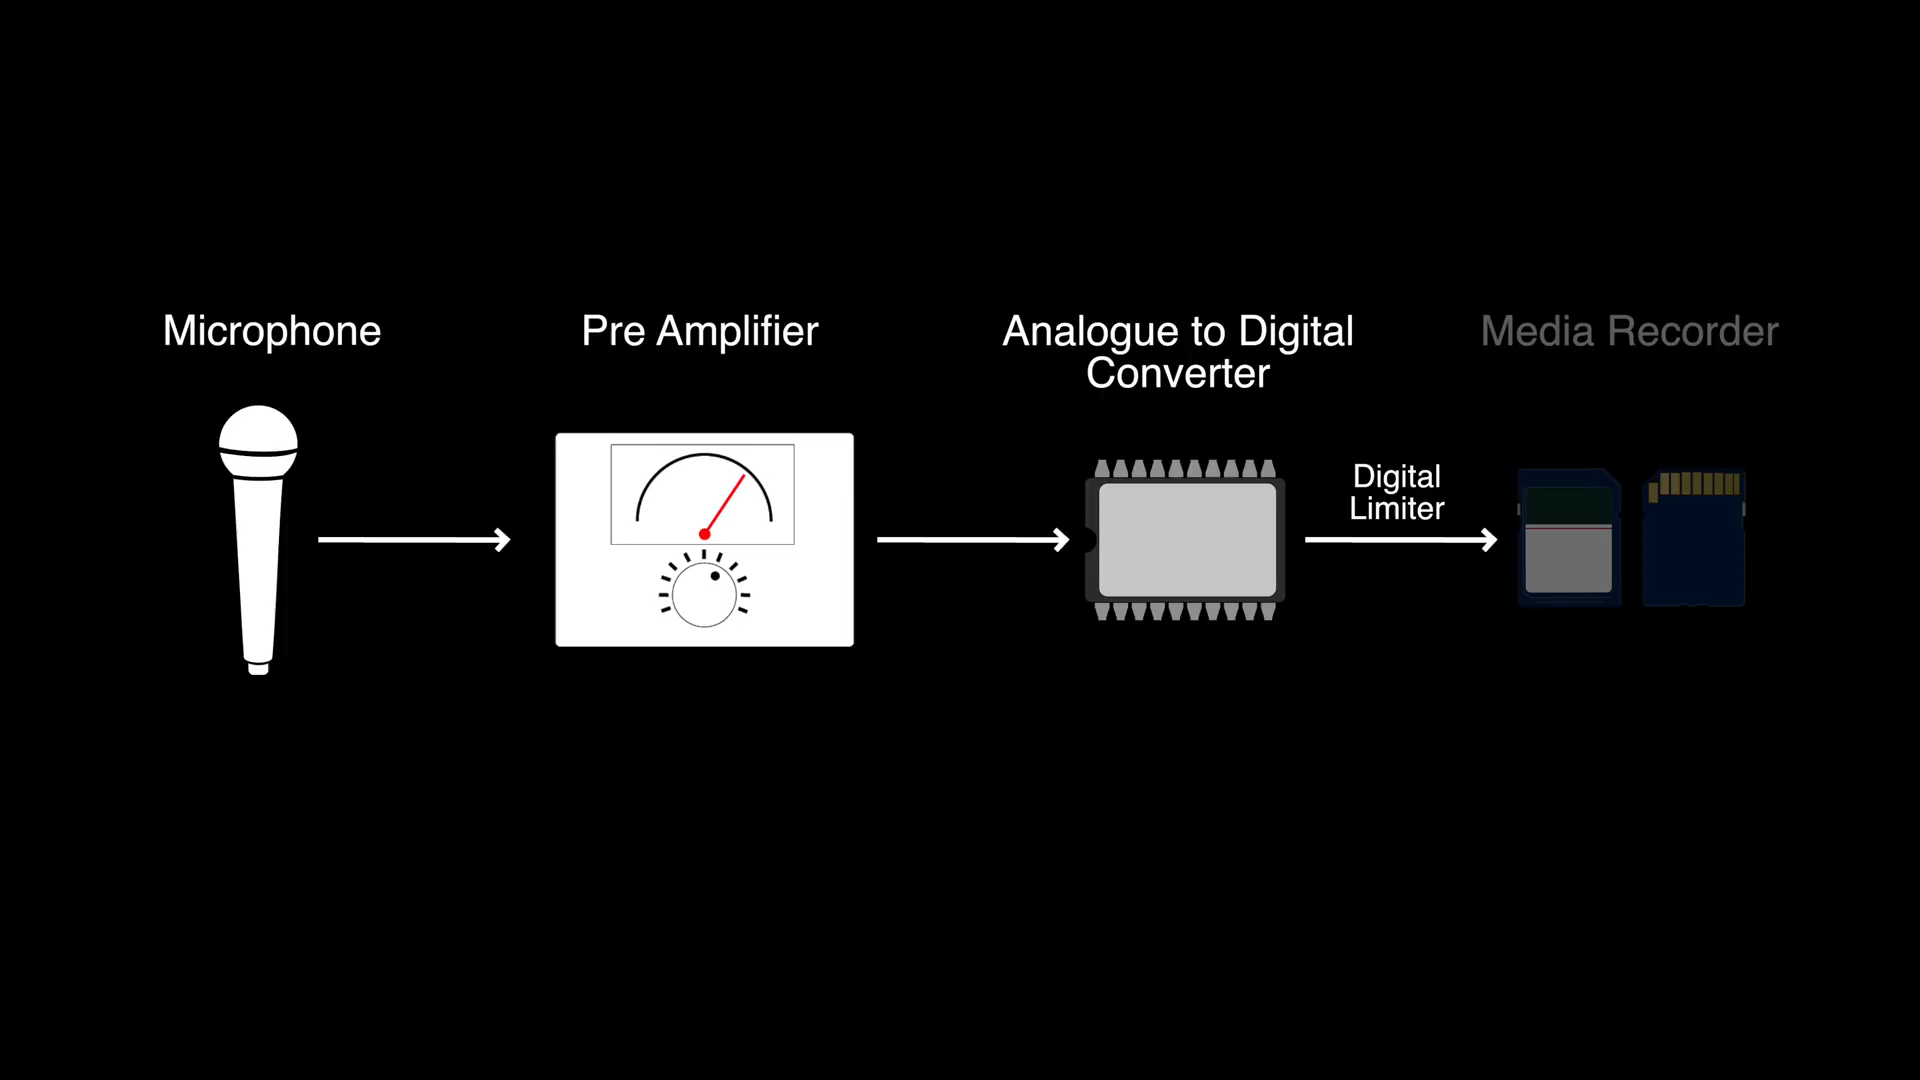 Microphone
Pre Amplifier
Analogue to Digital
Converter
Media Recorder
Digital
Limiter